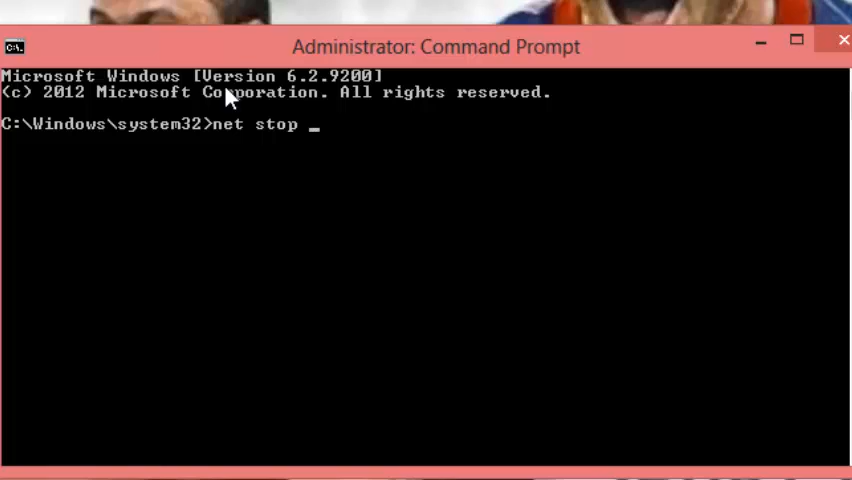 Administrator: Command Prompt
Microsoft Windows [Version 6.2.9200]
(c) 2012 Microsoft Corporation. All rights reserved.
C:\Windows\system32>net stop _